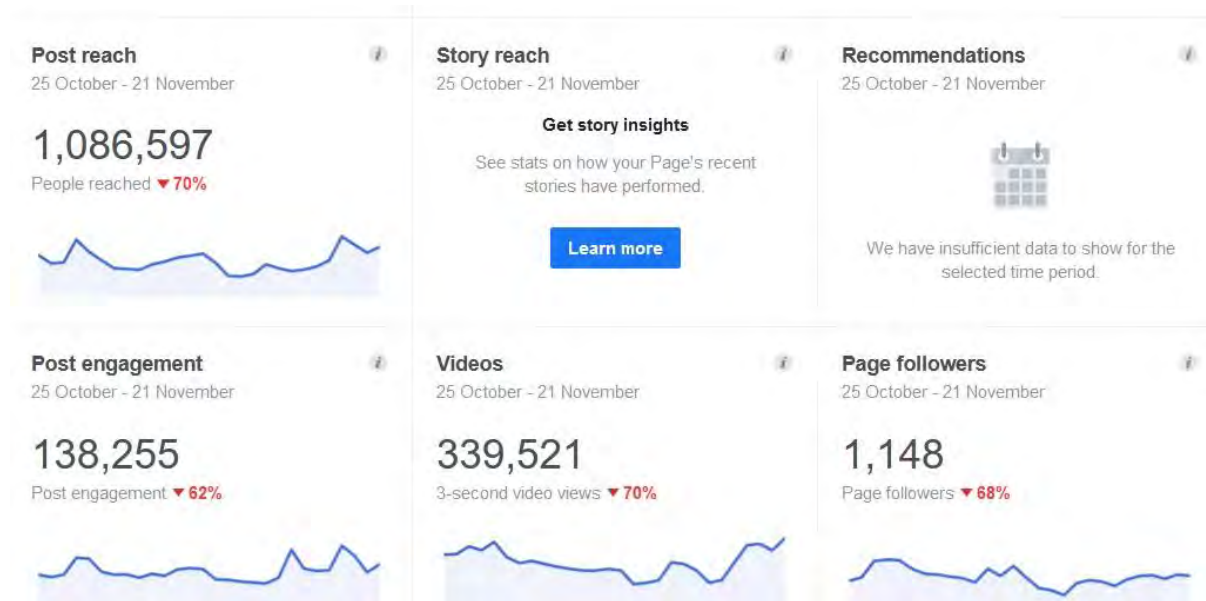 Post reach
25 October - 21 November
1,086,597
People reached ▼ 70%
Story reach
25 October - 21 November
Get story insights
See stats on how your Page's recent
stories have performed.
Learn more
Recommendations
25 October - 21 November
We have insufficient data to show for the
selected time period.
Post engagement
25 October - 21 November
138,255
Post engagement ▼ 62%
Videos
25 October - 21 November
339,521
3-second video views ▼ 70%
Page followers
25 October - 21 November
1,148
Page followers ▼ 68%